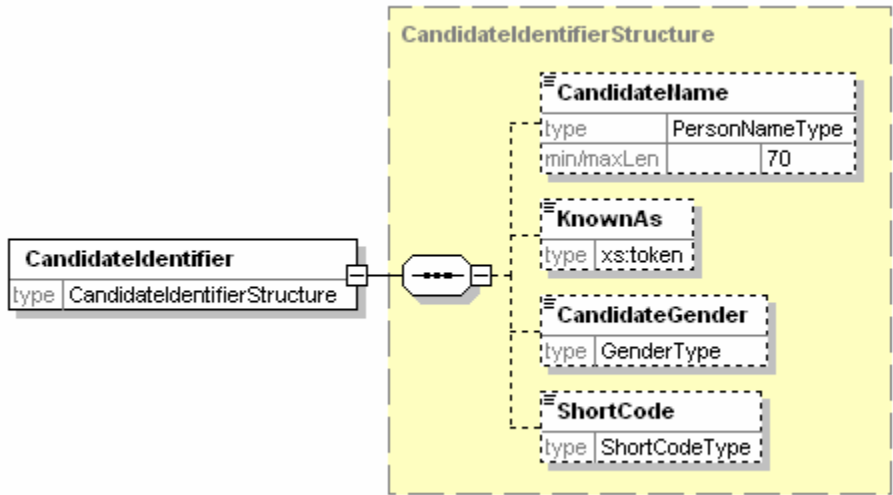 CandidateIdentifierStructure
CandidateName
type PersonNameType
min/maxLen 70
KnownAs
type xs:token
CandidateIdentifier
type CandidateIdentifierStructure
CandidateGender
type GenderType
ShortCode
type ShortCodeType